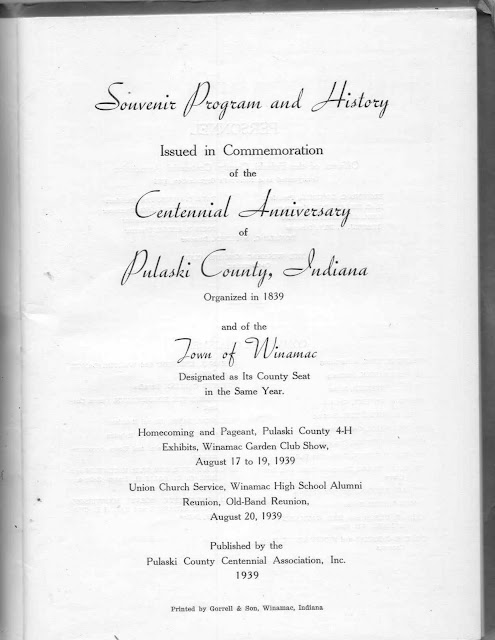 Souvenir Program and History
Issued in Commemoration
of the
Centennial Anniversary
of
Pulaski County, Indiana
Organized in 1839
and of the
Town of Winamac
Designated as Its County Seat
in the Same Year.
Homecoming and Pageant, Pulaski County 4-H
Exhibits, Winamac Garden Club Show,
August 17 to 19, 1939
Union Church Service, Winamac High School Alumni
Reunion, Old-Band Reunion,
August 20, 1939
Published by the
Pulaski County Centennial Association, Inc.
1939
Printed by Gorrell & Son, Winamac, Indiana